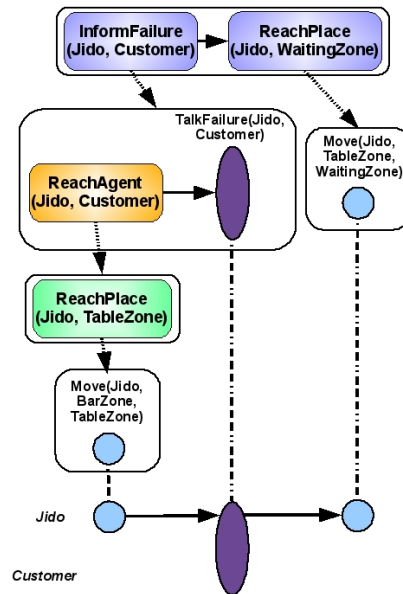 InformFailure
(Jido, Customer)
ReachPlace
(Jido, WaitingZone)
TalkFailure(Jido,
Customer)
Move(Jido,
TableZone,
WaitingZone)
ReachAgent
(Jido, Customer)
ReachPlace
(Jido, TableZone)
Move(Jido,
BarZone,
TableZone)
Jido
Customer